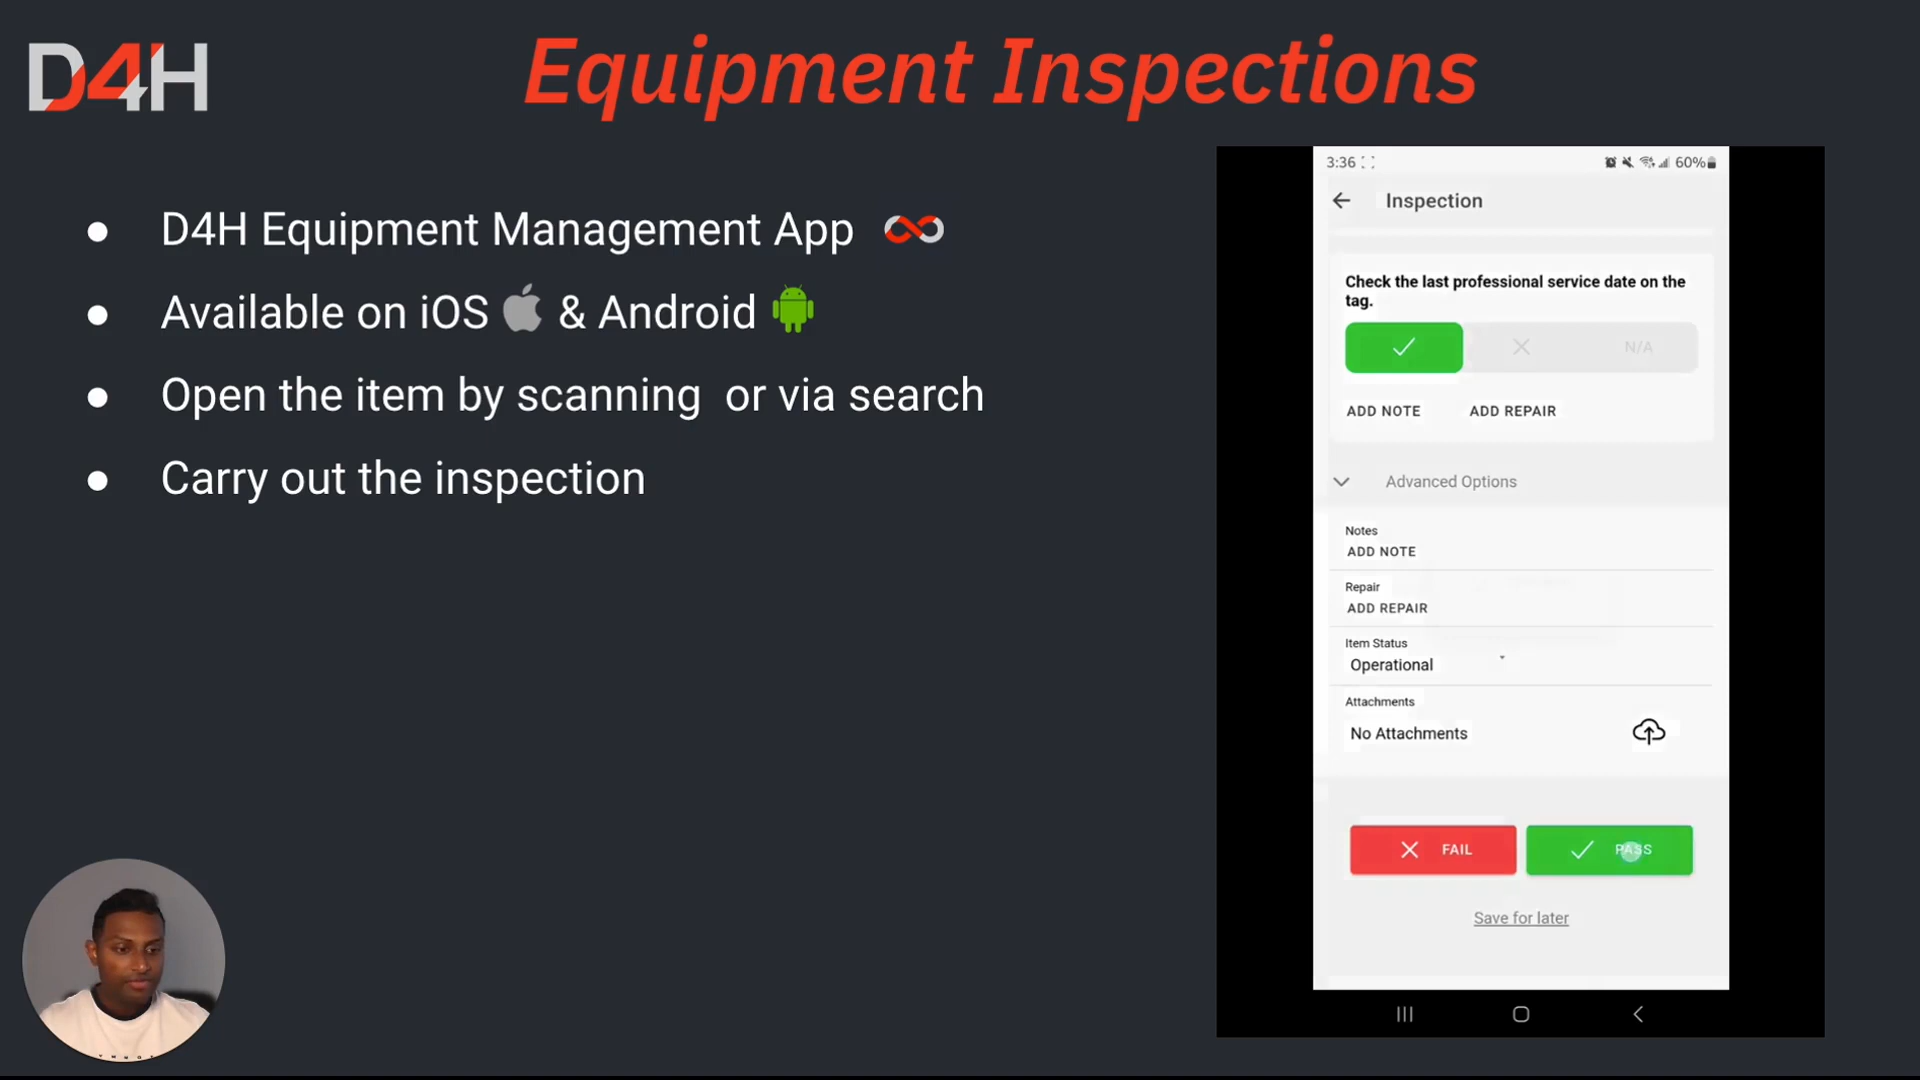 D4H
Equipment Inspections
● D4H Equipment Management App
● Available on iOS & Android
● Open the item by scanning or via search
● Carry out the inspection
3:36 60%
Inspection
Check the last professional service date on the
tag.
N/A
ADD NOTE ADD REPAIR
Advanced Options
Notes
ADD NOTE
Repair
ADD REPAIR
Item Status
Operational
Attachments
No Attachments
FAIL PASS
Save for later